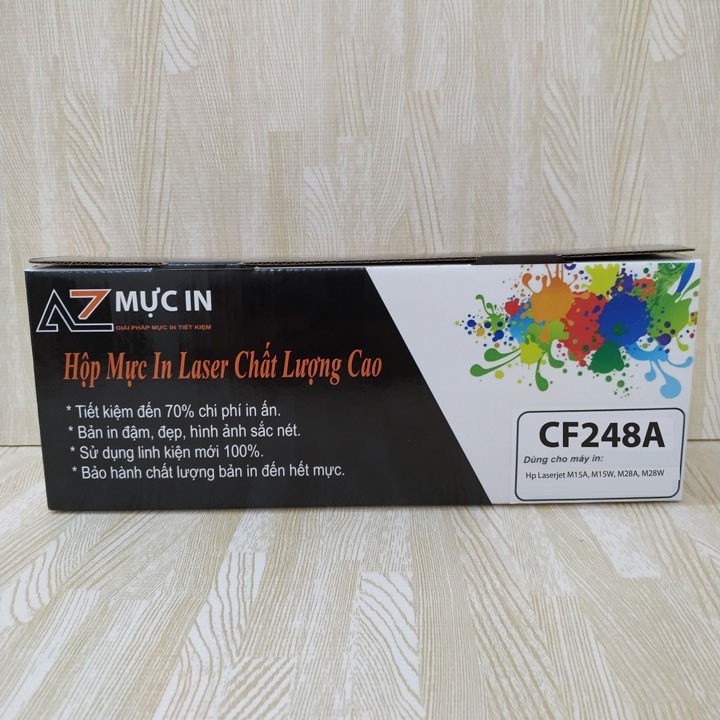 AZ MỰC IN
GIẢI PHÁP MỰC IN TIẾT KIỆM
Hộp Mực In Laser Chất Lượng Cao
* Tiết kiệm đến 70% chi phí in ấn.
* Bản in đậm, đẹp, hình ảnh sắc nét.
* Sử dụng linh kiện mới 100%.
* Bảo hành chất lượng bản in đến hết mực.
CF248A
Dùng cho máy in:
Hp Laserjet M15A, M15W, M28A, M28W